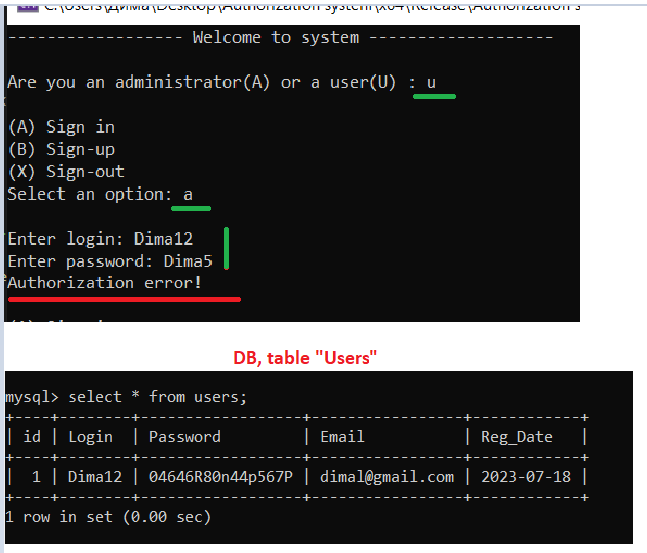 C:\Users\Дима\Desktop\Authorization system\x64\Release\Authorization s
------------------ Welcome to system -------------------
Are you an administrator(A) or a user(U) : u
(A) Sign in
(B) Sign-up
(X) Sign-out
Select an option: a
Enter login: Dima12
Enter password: Dima5
Authorization error!
DB, table "Users"
mysql> select * from users;
+----+--------+------------------+----------------+------------+
| id | Login | Password | Email | Reg_Date |
+----+--------+------------------+----------------+------------+
| 1 | Dima12 | 04646R80n44p567P | dimal@gmail.com | 2023-07-18 |
+----+--------+------------------+----------------+------------+
1 row in set (0.00 sec)